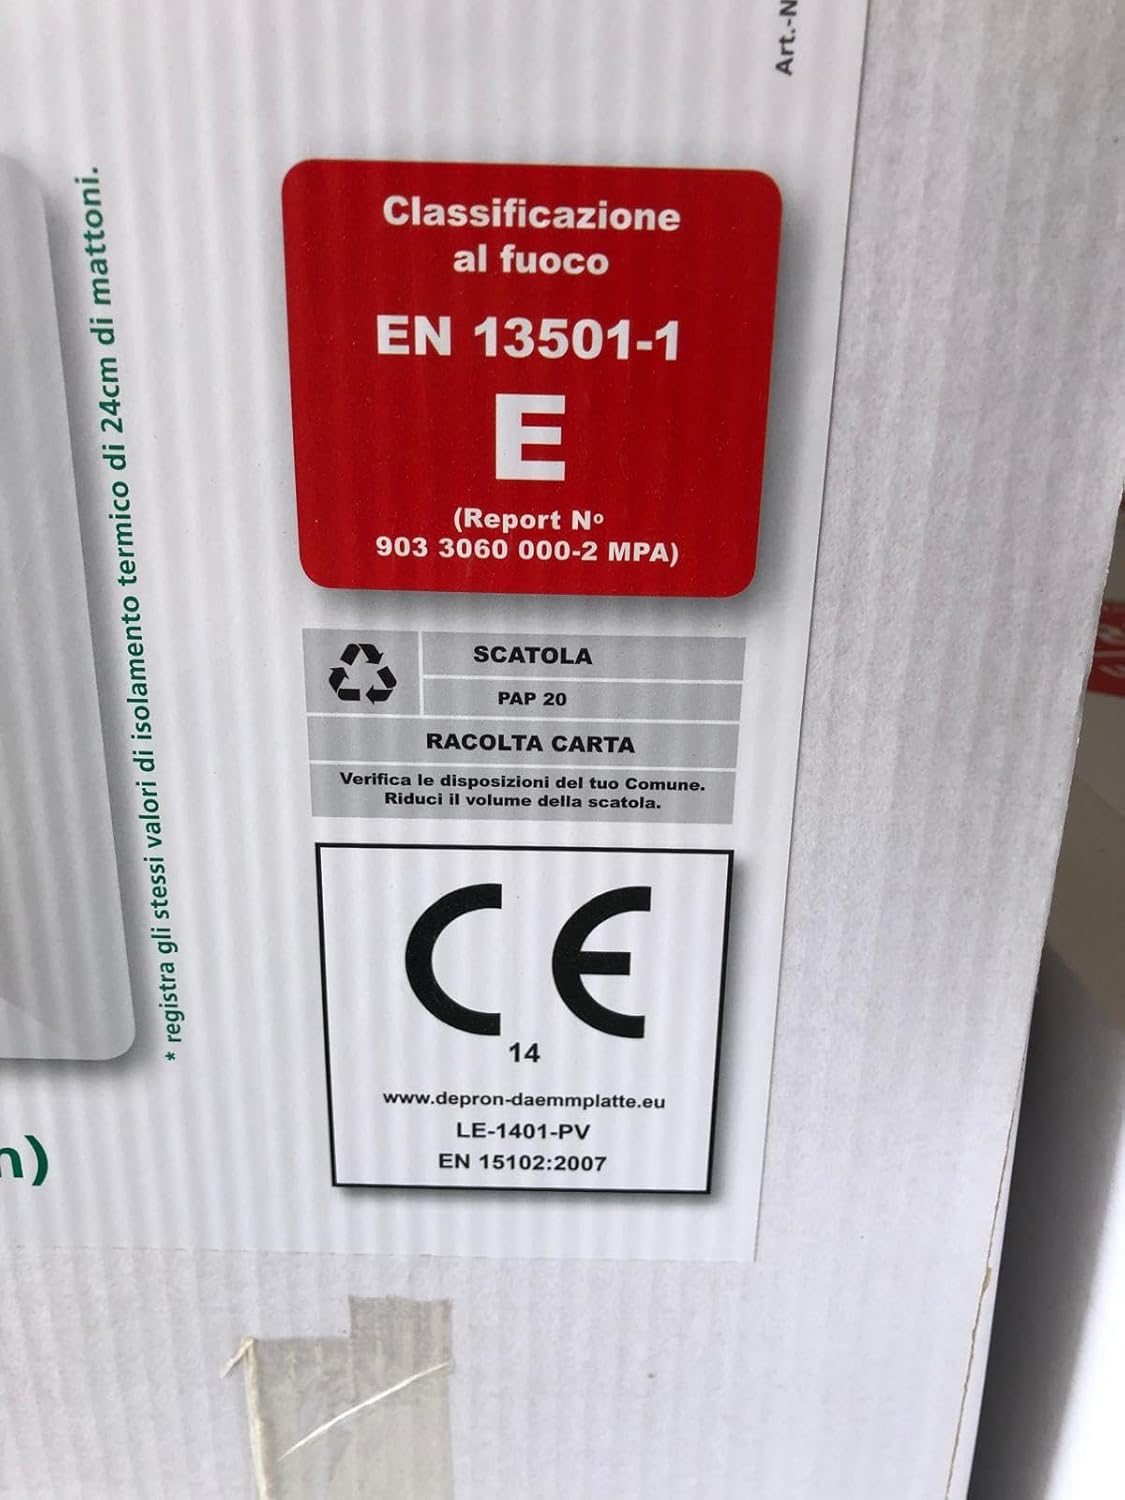 Art.-N
* registra gli stessi valori di isolamento termico di 24cm di mattoni.
Classificazione
al fuoco
EN 13501-1
E
(Report Nº
903 3060 000-2 MPA)
SCATOLA
PAP 20
RACOLTA CARTA
Verifica le disposizioni del tuo Comune.
Riduci il volume della scatola.
CE
14
www.depron-daemmplatte.eu
LE-1401-PV
EN 15102:2007